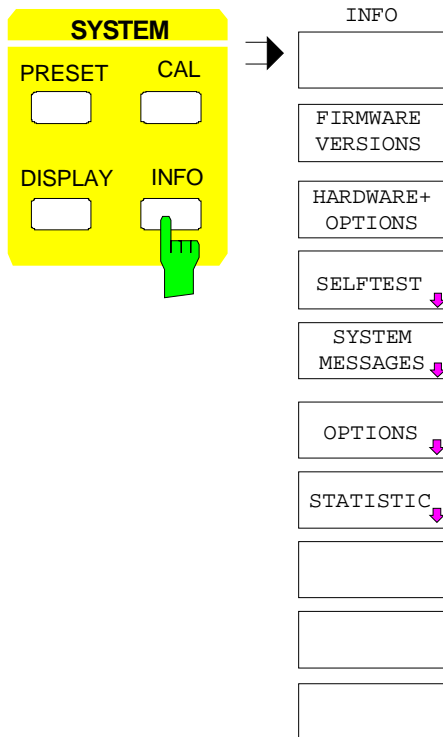 SYSTEM
PRESET
CAL
DISPLAY
INFO
INFO
FIRMWARE
VERSIONS
HARDWARE+
OPTIONS
SELFTEST
SYSTEM
MESSAGES
OPTIONS
STATISTIC